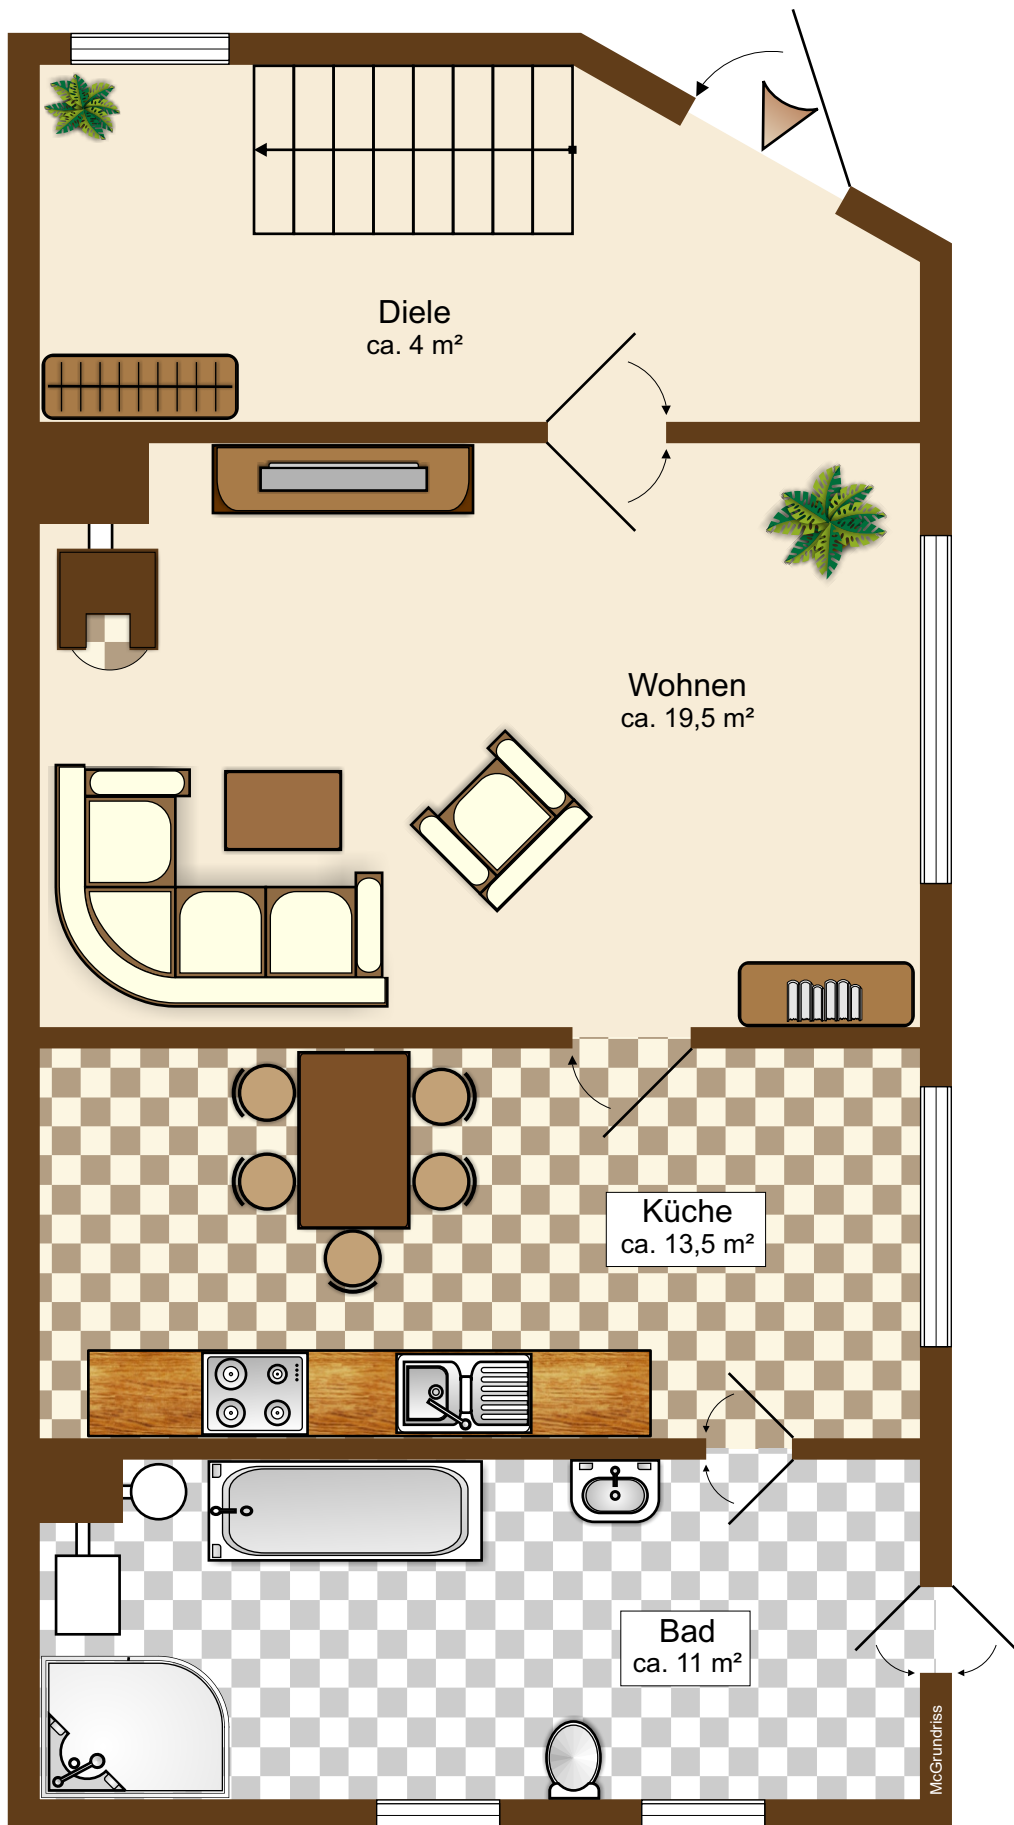 Diele
ca. 4 m²
Wohnen
ca. 19,5 m²
Küche
ca. 13,5 m²
Bad
ca. 11 m²
McGrundriss